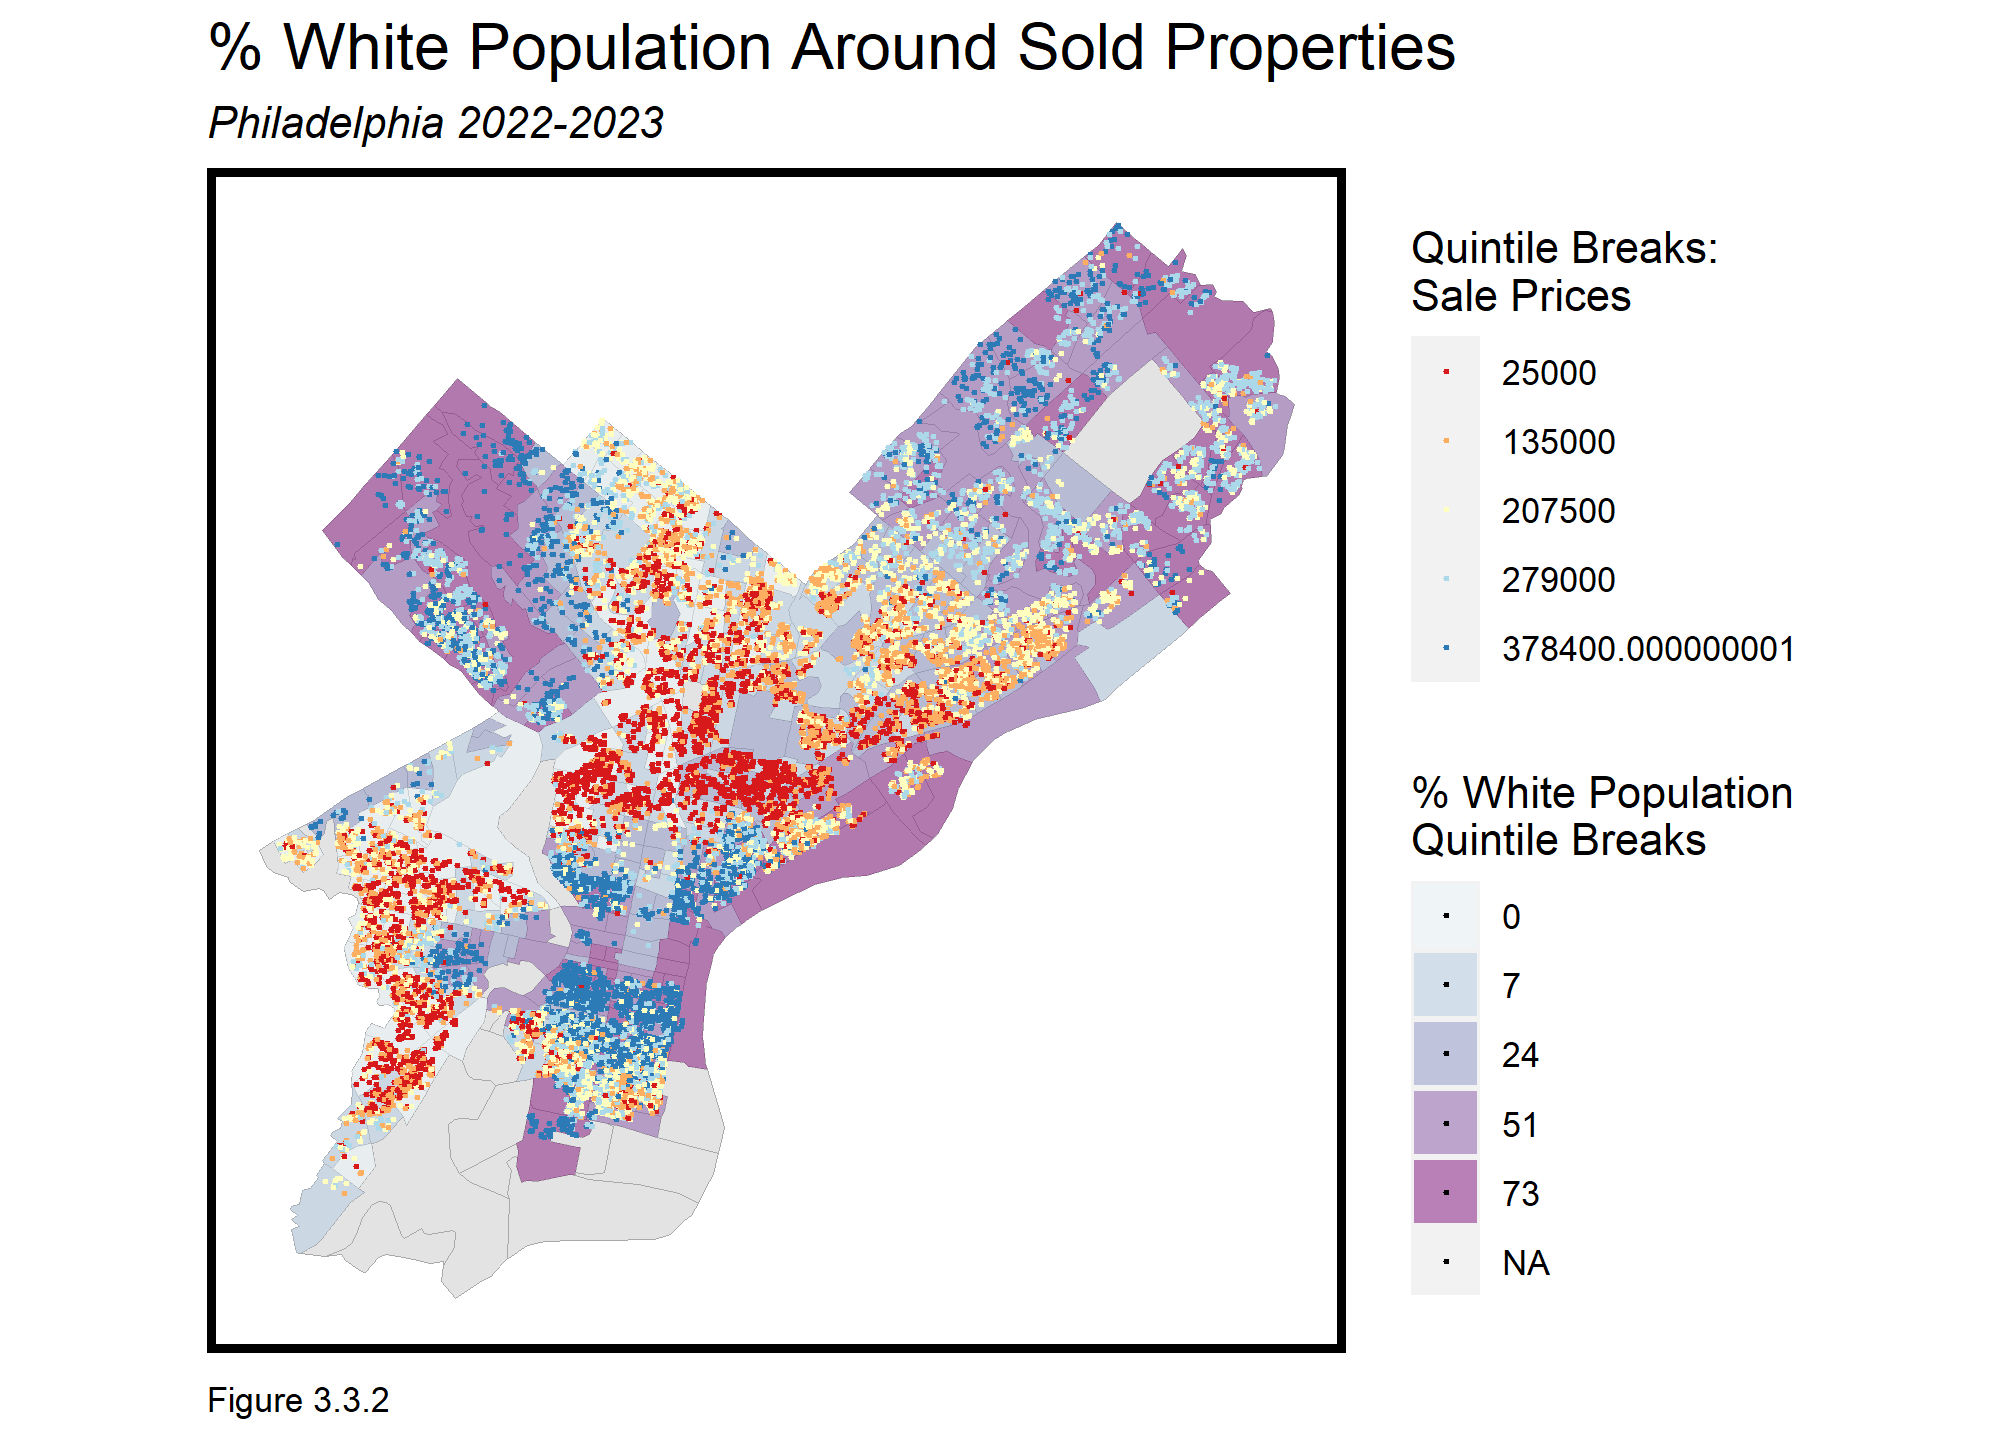 % White Population Around Sold Properties
Philadelphia 2022-2023
Quintile Breaks:
Sale Prices
25000
135000
207500
279000
378400.000000001
% White Population
Quintile Breaks
0
7
24
51
73
NA
Figure 3.3.2